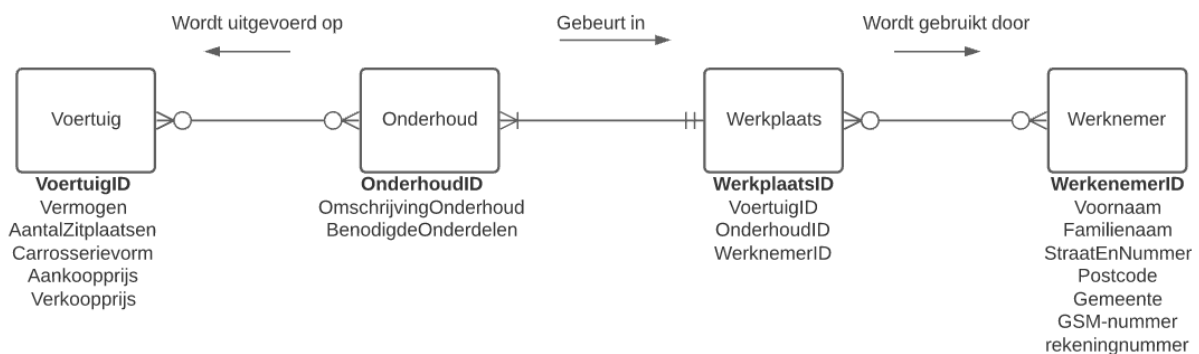 Wordt uitgevoerd op
Gebeurt in
Wordt gebruikt door
Voertuig
Onderhoud
Werkplaats
Werknemer
VoertuigID
Vermogen
AantalZitplaatsen
Carrosserievorm
Aankoopprijs
Verkoopprijs
OnderhoudID
OmschrijvingOnderhoud
BenodigdeOnderdelen
WerkplaatsID
VoertuigID
OnderhoudID
WerknemerID
WerkenemerID
Voornaam
Familienaam
StraatEnNummer
Postcode
Gemeente
GSM-nummer
rekeningnummer